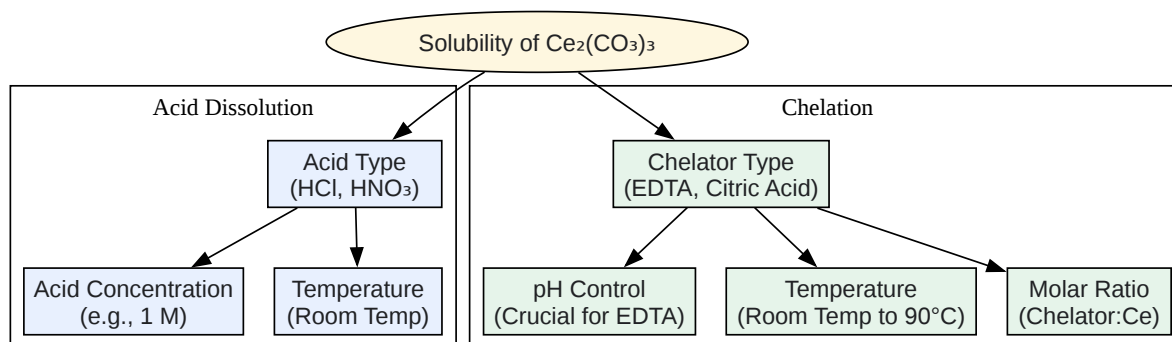 Solubility of Ce₂(CO₃)₃
Acid Dissolution
Chelation
Acid Type
(HCl, HNO₃)
Chelator Type
(EDTA, Citric Acid)
Acid Concentration
(e.g., 1 M)
Temperature
(Room Temp)
pH Control
(Crucial for EDTA)
Temperature
(Room Temp to 90°C)
Molar Ratio
(Chelator:Ce)